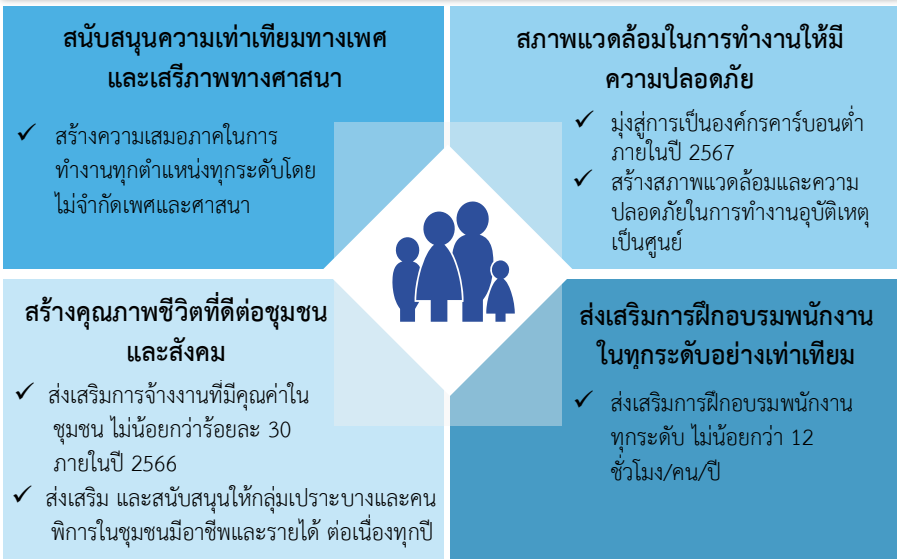 สนับสนุนความเท่าเทียมทางเพศ
และเสรีภาพทางศาสนา
✓ สร้างความเสมอภาคในการ
ทำงานทุกตำแหน่งทุกระดับโดย
ไม่จำกัดเพศและศาสนา
สภาพแวดล้อมในการทำงานให้มี
ความปลอดภัย
✓ มุ่งสู่การเป็นองค์กรคาร์บอนต่ำ
ภายในปี 2567
✓ สร้างสภาพแวดล้อมและความ
ปลอดภัยในการทำงานอุบัติเหตุ
เป็นศูนย์
สร้างคุณภาพชีวิตที่ดีต่อชุมชน
และสังคม
✓ ส่งเสริมการจ้างงานที่มีคุณค่าใน
ชุมชน ไม่น้อยกว่าร้อยละ 30
ภายในปี 2566
✓ ส่งเสริม และสนับสนุนให้กลุ่มเปราะบางและคน
พิการในชุมชนมีอาชีพและรายได้ ต่อเนื่องทุกปี
ส่งเสริมการฝึกอบรมพนักงาน
ในทุกระดับอย่างเท่าเทียม
✓ ส่งเสริมการฝึกอบรมพนักงาน
ทุกระดับ ไม่น้อยกว่า 12
ชั่วโมง/คน/ปี